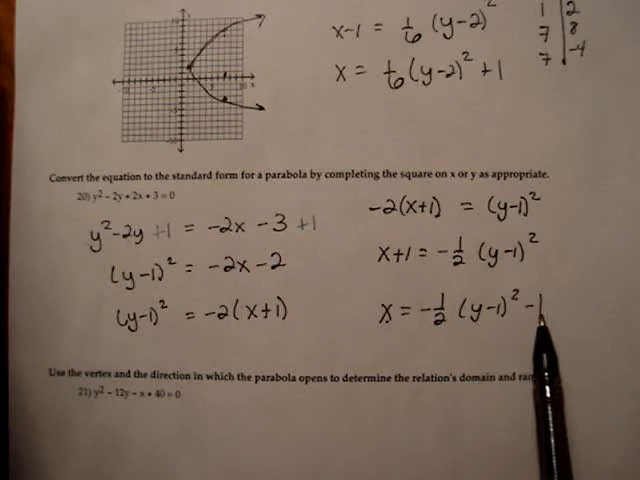 x-1 = 1/6 (y-2)²
x = 1/6 (y-2)² + 1
1 | 2
7 | 8
7 | -4
Convert the equation to the standard form for a parabola by completing the square on x or y as appropriate.
20) y² - 2y + 2x + 3 = 0
y² - 2y + 1 = -2x - 3 + 1
(y-1)² = -2x - 2
(y-1)² = -2(x+1)
-2(x+1) = (y-1)²
x+1 = -1/2 (y-1)²
x = -1/2 (y-1)² - 1
Use the vertex and the direction in which the parabola opens to determine the relation's domain and
21) y² - 12y - x + 40 = 0